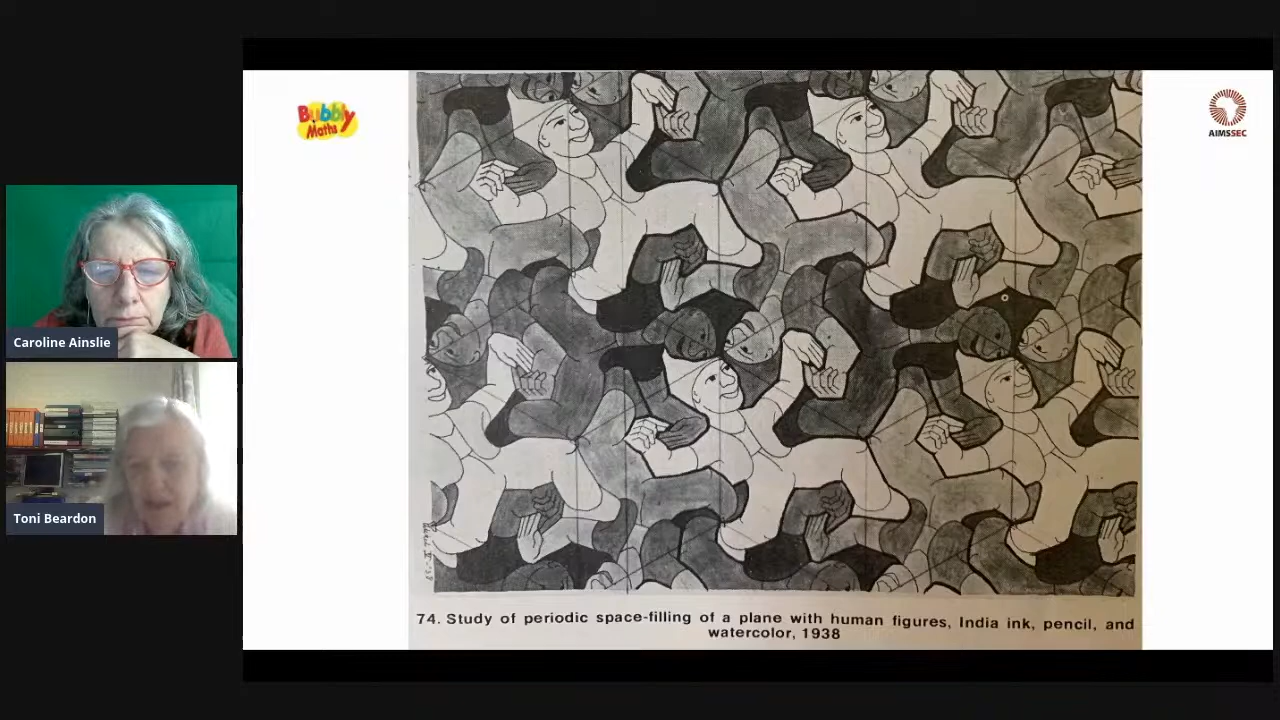 Bubbly
Maths
AIMSSEC
Caroline Ainslie
Toni Beardon
74. Study of periodic space-filling of a plane with human figures, India ink, pencil, and
watercolor, 1938